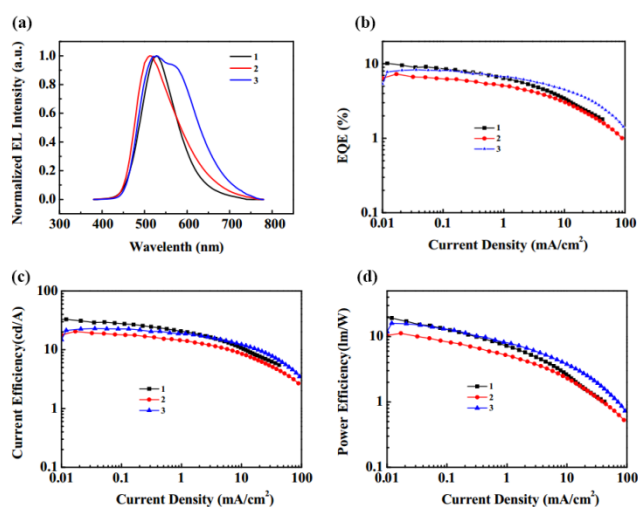 (a)
Normalized EL Intensity (a.u.)
1.0
0.8
0.6
0.4
0.2
0.0
1
2
3
300 400 500 600 700 800
Wavelenth (nm)
(b)
EQE (%)
10
1
0.1
1
2
3
0.01 0.1 1 10 100
Current Density (mA/cm²)
(c)
Current Efficiency(cd/A)
100
10
1
0.1
1
2
3
0.01 0.1 1 10 100
Current Density (mA/cm²)
(d)
Power Efficiency(lm/W)
10
1
0.1
1
2
3
0.01 0.1 1 10 100
Current Density (mA/cm²)